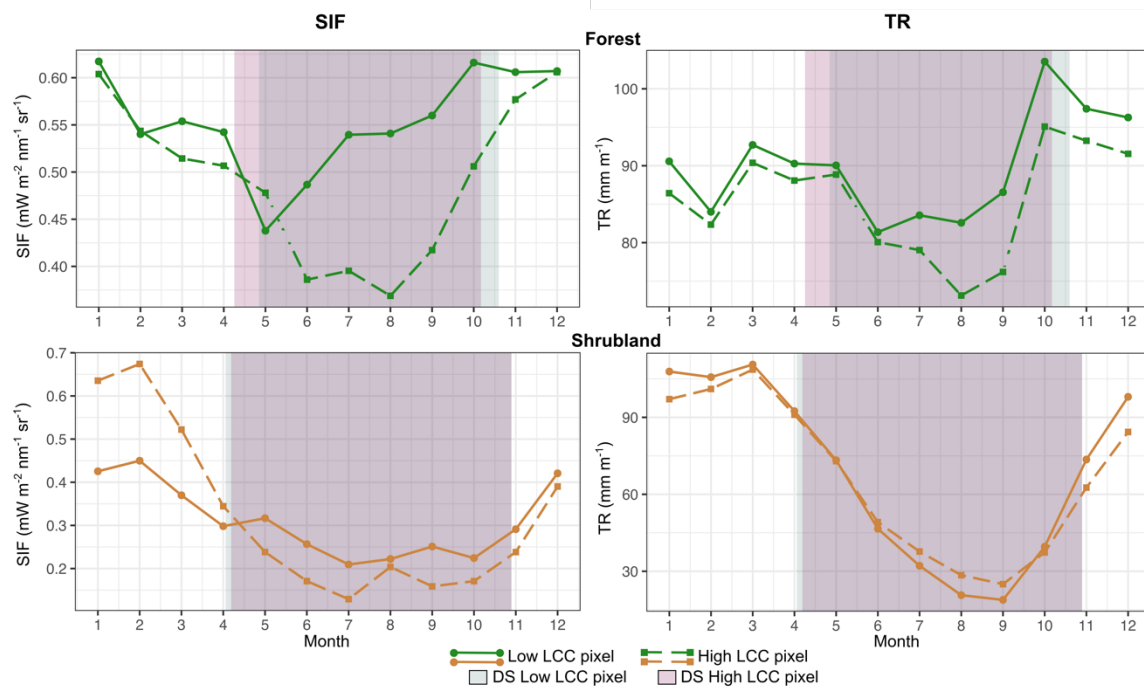 SIF TR
Forest
0.60
0.55
0.50
0.45
0.40
SIF (mW m-2 nm-1 sr-1)
1 2 3 4 5 6 7 8 9 10 11 12
100
90
80
TR (mm m-1)
1 2 3 4 5 6 7 8 9 10 11 12
Shrubland
0.7
0.6
0.5
0.4
0.3
0.2
SIF (mW m-2 nm-1 sr-1)
1 2 3 4 5 6 7 8 9 10 11 12
Month
90
60
30
TR (mm m-1)
1 2 3 4 5 6 7 8 9 10 11 12
Month
Low LCC pixel High LCC pixel
DS Low LCC pixel DS High LCC pixel